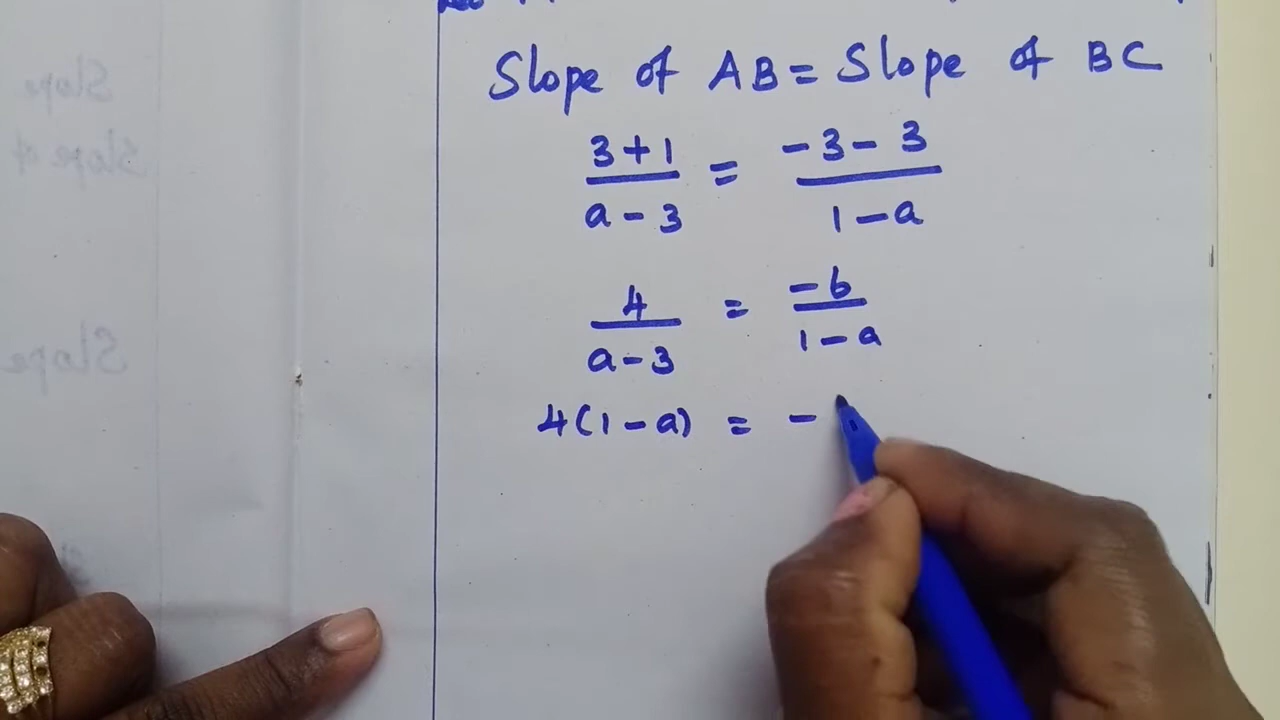 Slope of AB = Slope of BC
3+1 / a-3 = -3-3 / 1-a
4 / a-3 = -6 / 1-a
4(1-a) = -